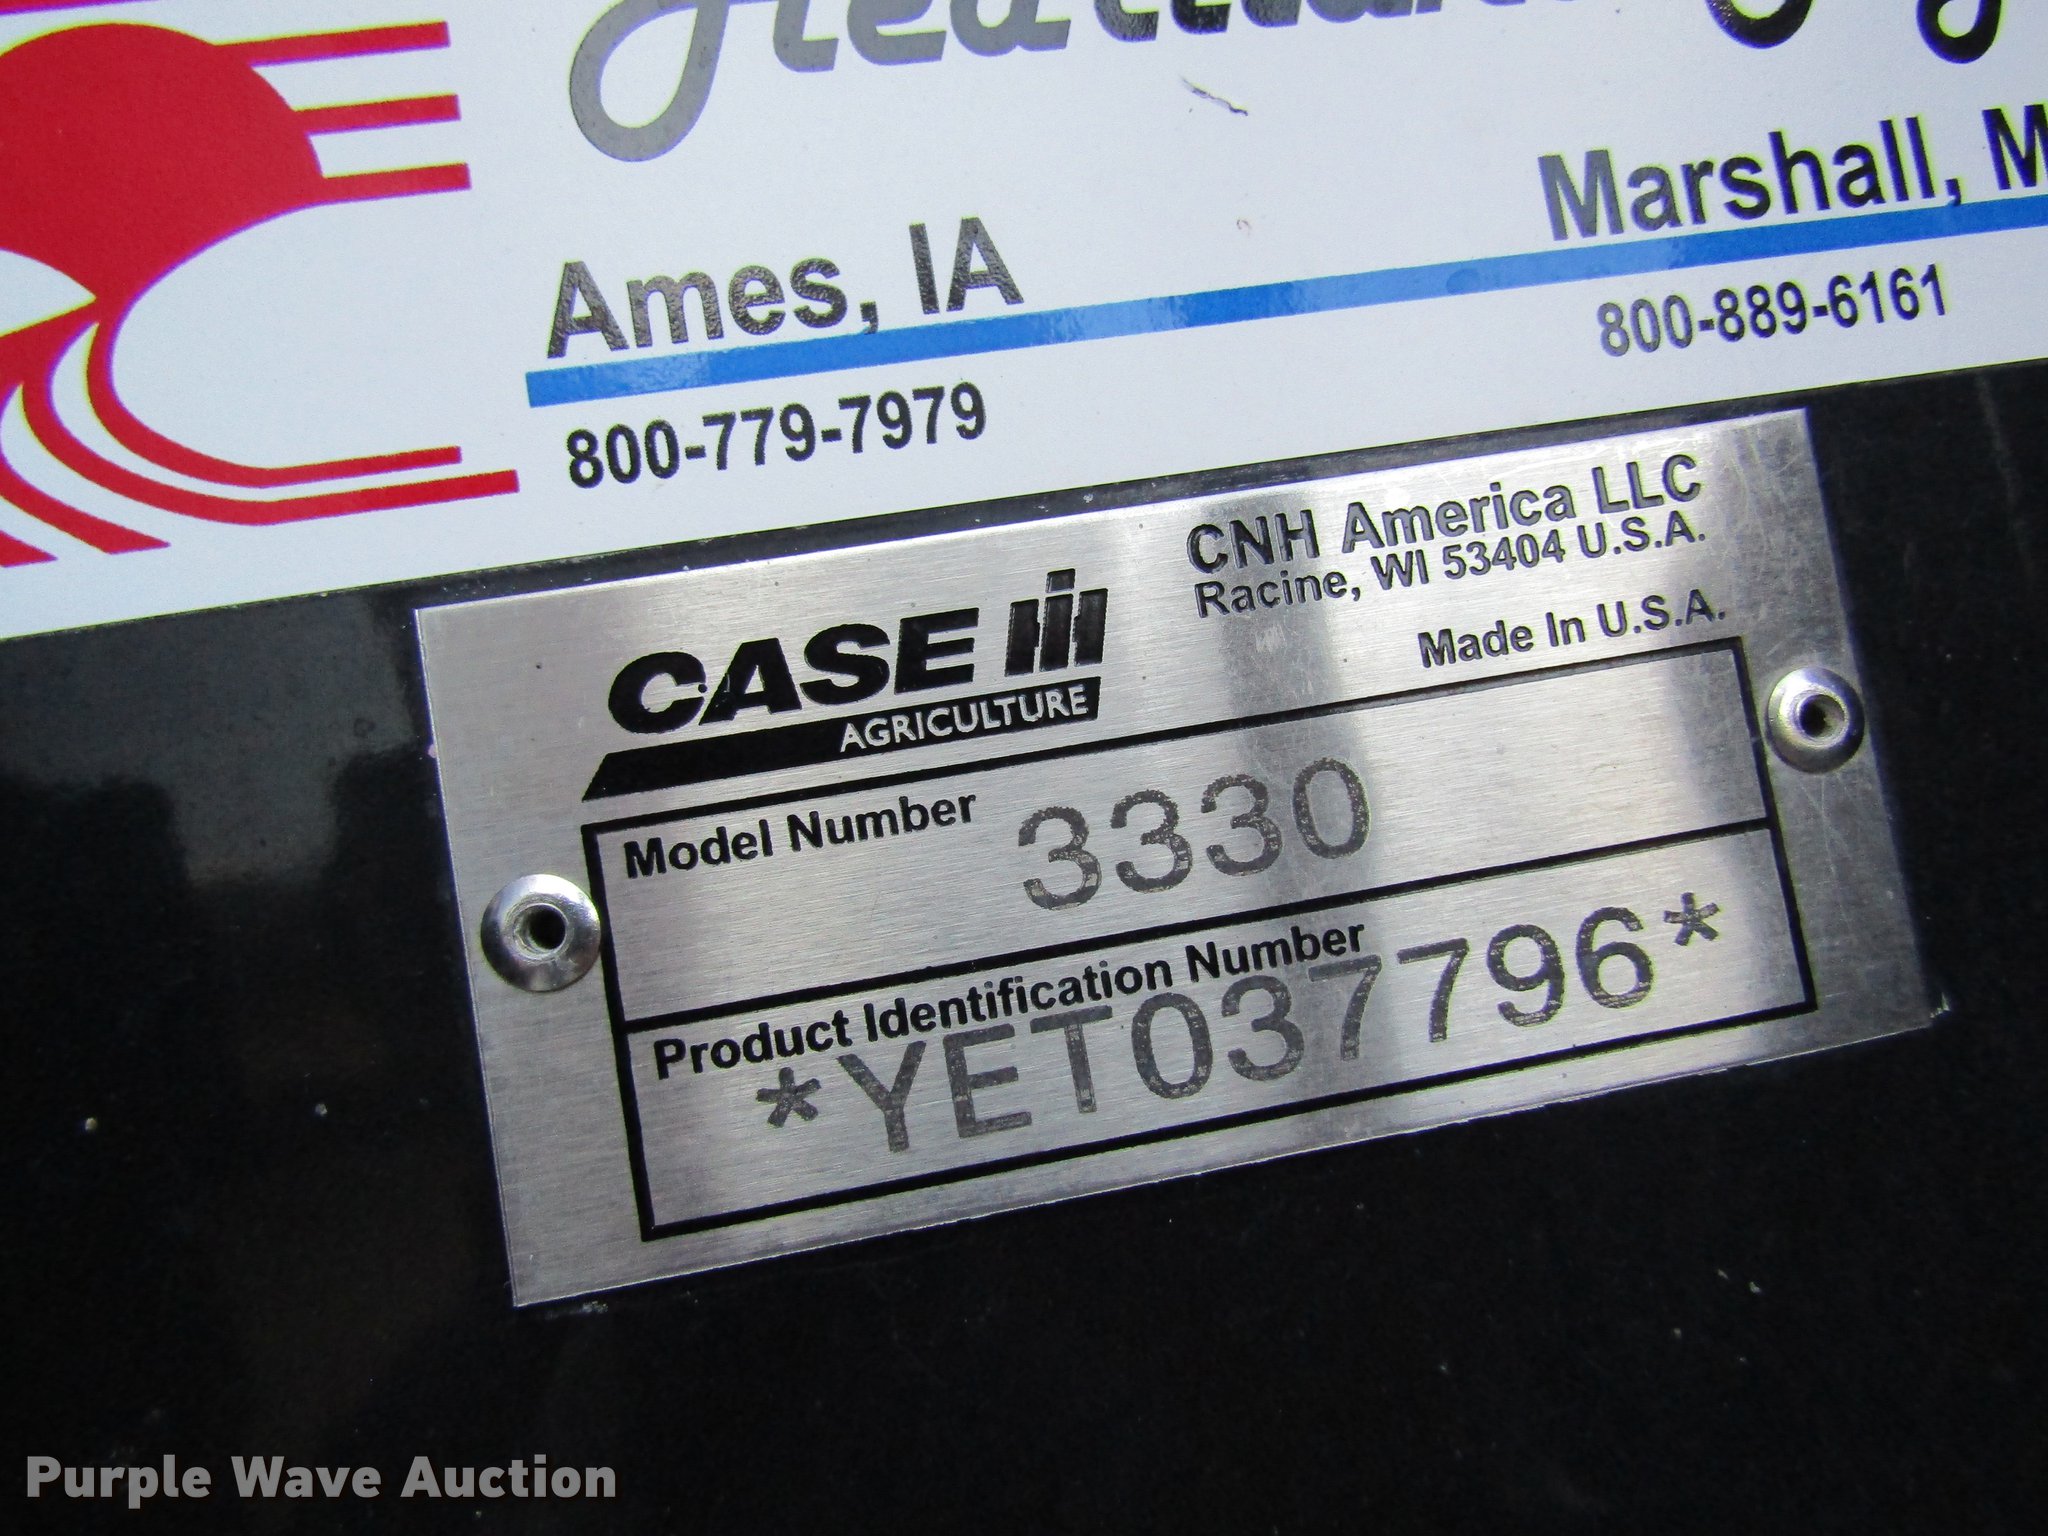 Ames, IA
Marshall,
800-779-7979
800-889-6161
CNH America LLC
Racine, WI 53404 U.S.A.
Made In U.S.A.
CASE IH
AGRICULTURE
Model Number 3330
Product Identification Number
*YET037796*
Purple Wave Auction